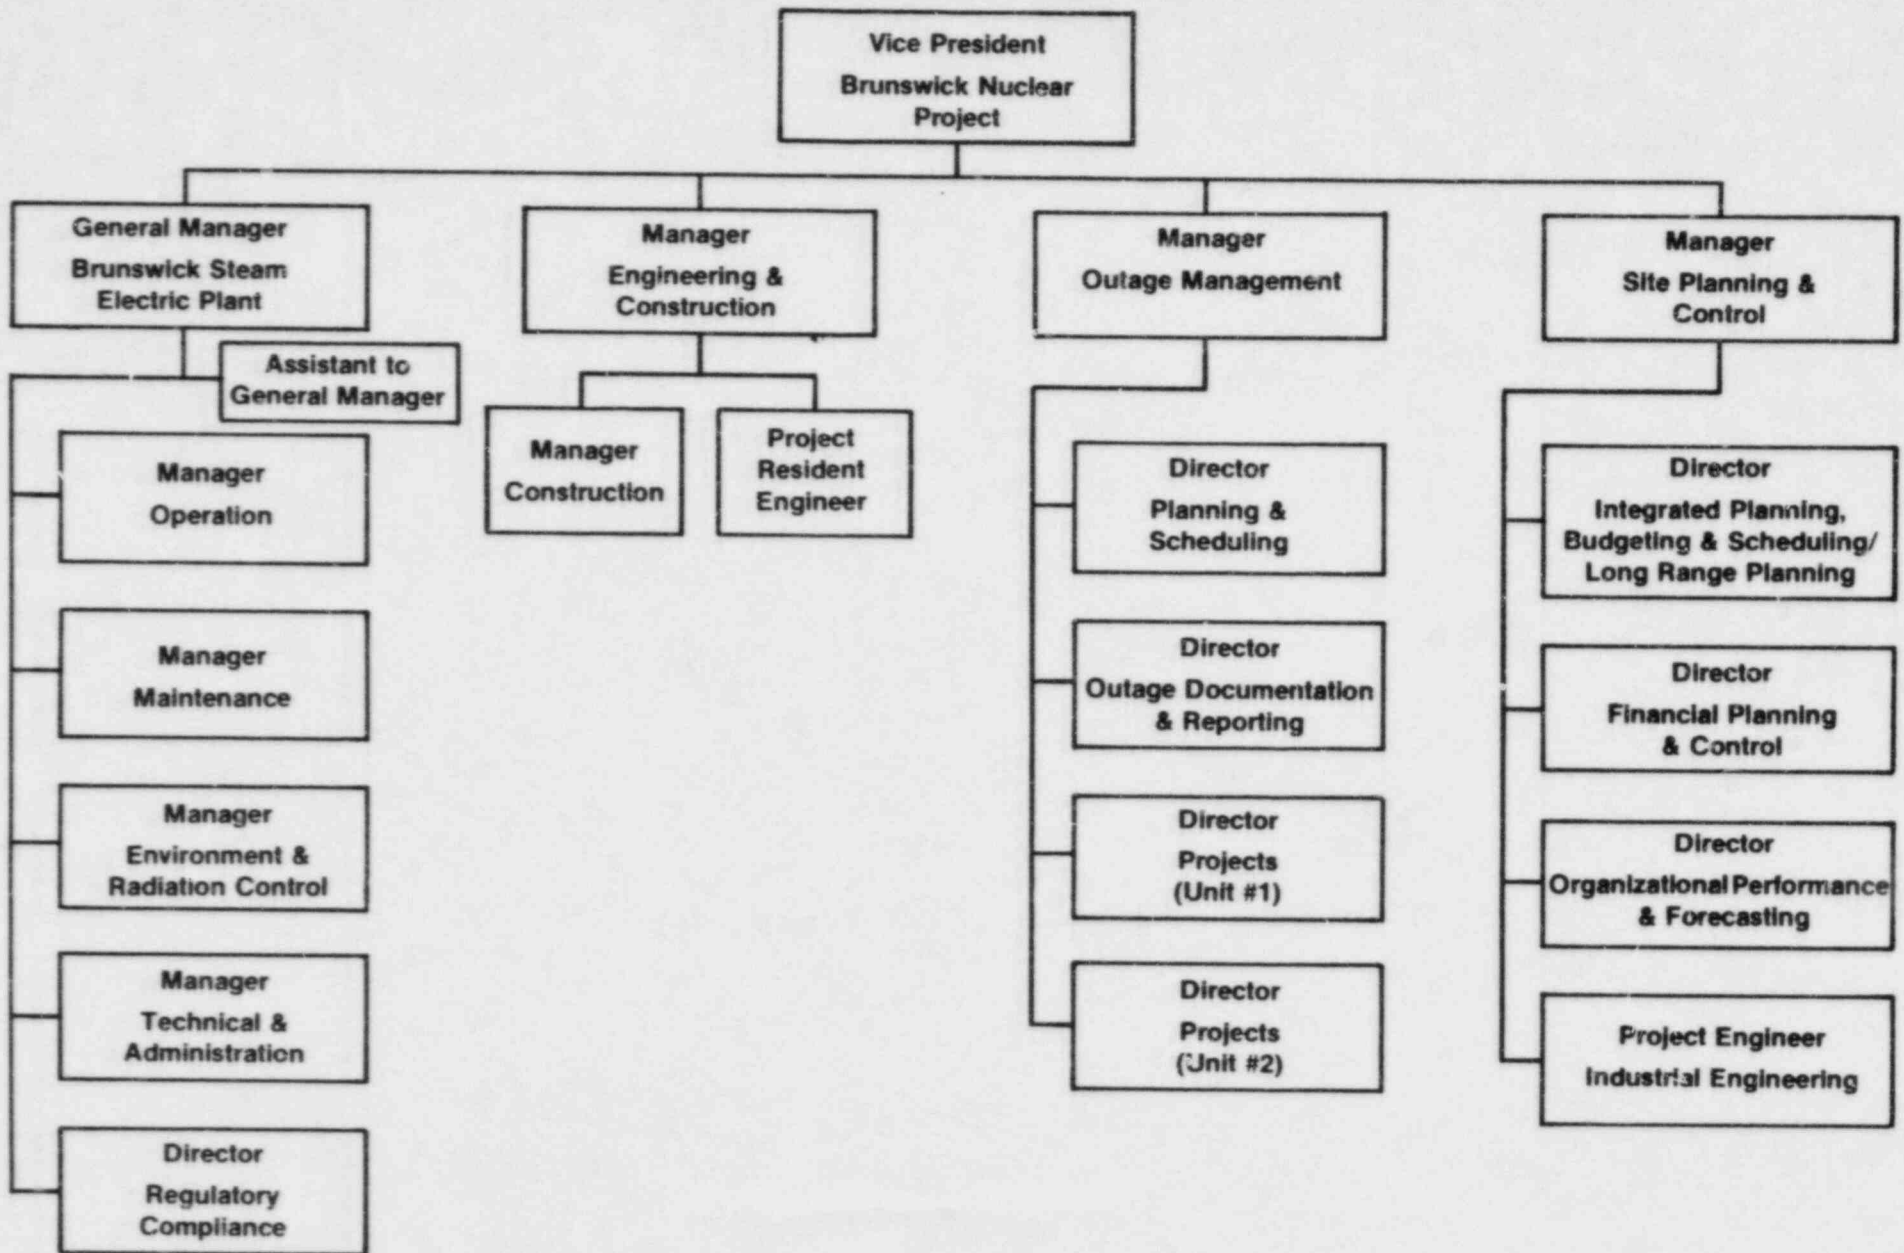 Vice President
Brunswick Nuclear
Project
General Manager
Brunswick Steam
Electric Plant
Assistant to
General Manager
Manager
Operation
Manager
Maintenance
Manager
Environment &
Radiation Control
Manager
Technical &
Administration
Director
Regulatory
Compliance
Manager
Engineering &
Construction
Manager
Construction
Project
Resident
Engineer
Manager
Outage Management
Director
Planning &
Scheduling
Director
Outage Documentation
& Reporting
Director
Projects
(Unit #1)
Director
Projects
(Unit #2)
Manager
Site Planning &
Control
Director
Integrated Planning,
Budgeting & Scheduling/
Long Range Planning
Director
Financial Planning
& Control
Director
Organizational Performance
& Forecasting
Project Engineer
Industrial Engineering